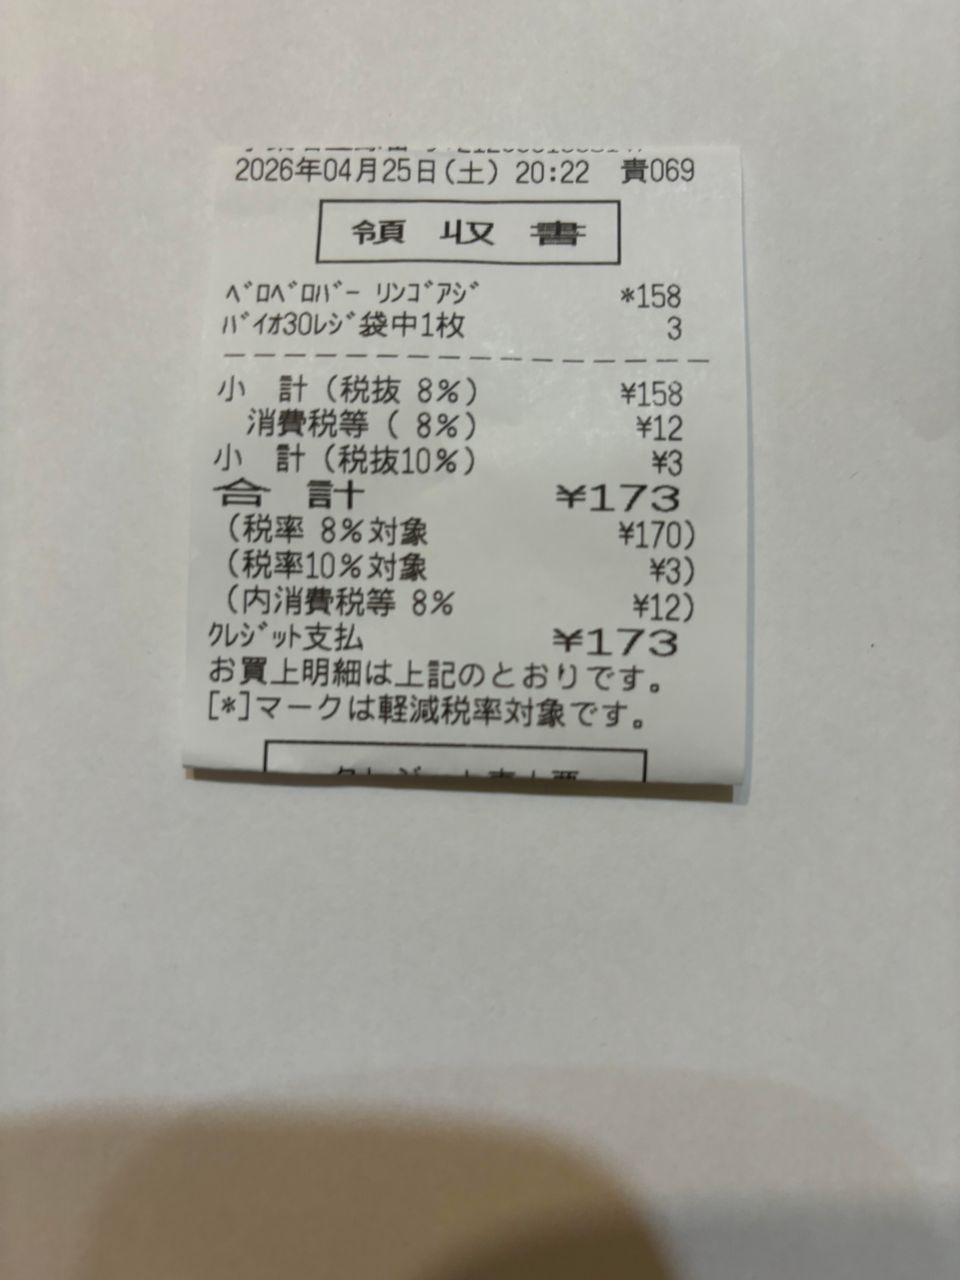 2026年04月25日(土) 20:22 責069
領収書
ﾍﾞﾛﾍﾞﾛﾊﾞｰ ﾘﾝｺﾞｱｼﾞ *158
ﾊﾞｲｵ30ﾚｼﾞ袋中1枚 3
小 計(税抜 8%) ¥158
消費税等( 8%) ¥12
小 計(税抜10%) ¥3
合 計 ¥173
(税率 8%対象 ¥170)
(税率10%対象 ¥3)
(内消費税等 8% ¥12)
ｸﾚｼﾞｯﾄ支払 ¥173
お買上明細は上記のとおりです。
[*]マークは軽減税率対象です。